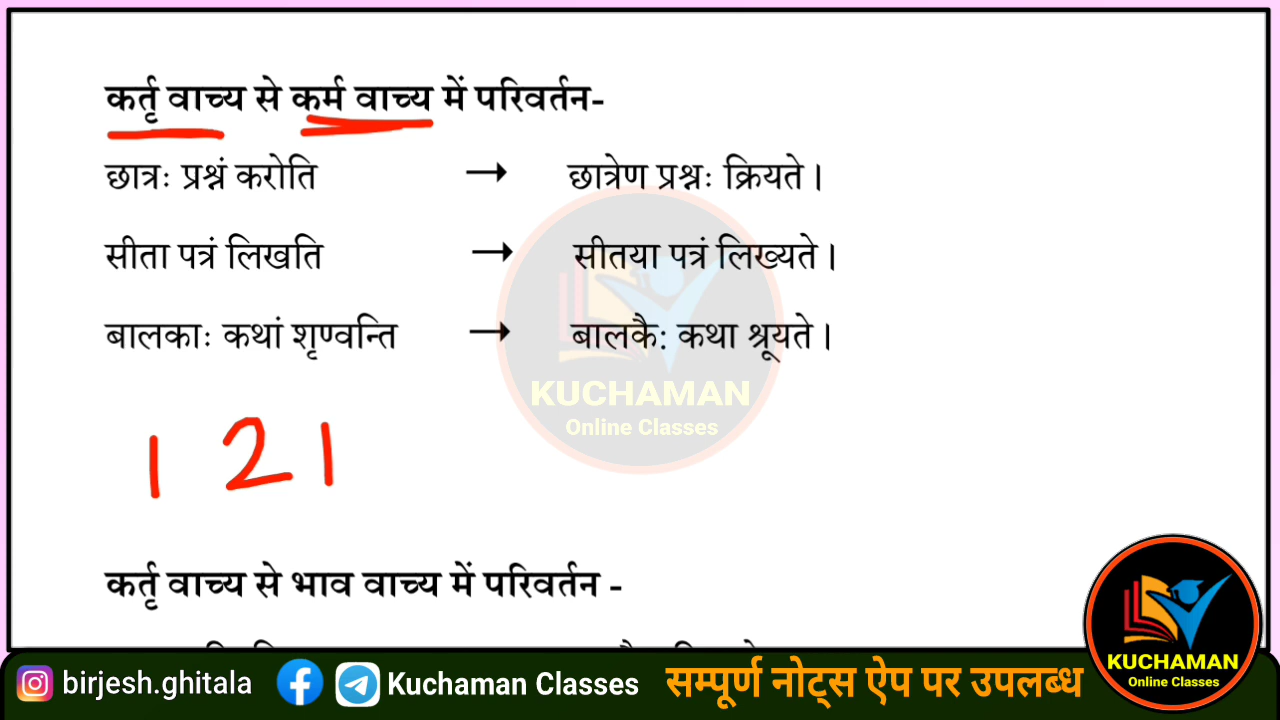 कर्तृ वाच्य से कर्म वाच्य में परिवर्तन-
छात्रः प्रश्नं करोति → छात्रेण प्रश्नः क्रियते।
सीता पत्रं लिखति → सीतया पत्रं लिख्यते।
बालकाः कथां शृण्वन्ति → बालकै: कथा श्रूयते।
KUCHAMAN
Online Classes
1 2 1
कर्तृ वाच्य से भाव वाच्य में परिवर्तन -
KUCHAMAN
Online Classes
birjesh.ghitala Kuchaman Classes सम्पूर्ण नोट्स ऐप पर उपलब्ध